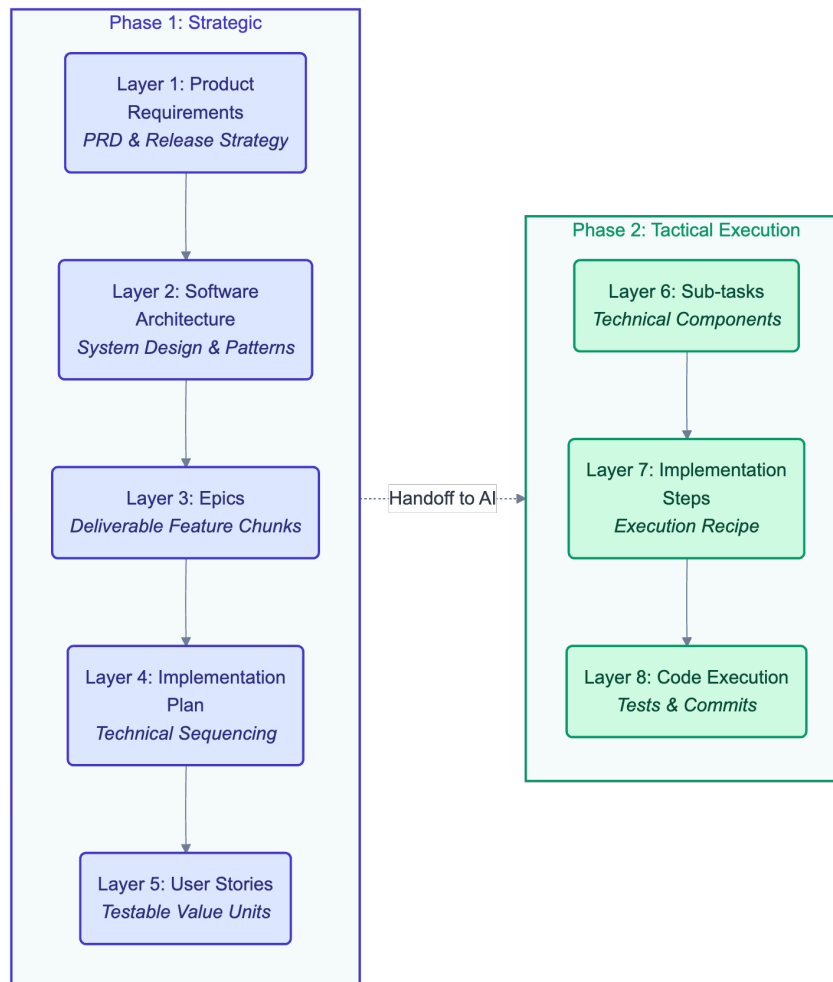 Phase 1: Strategic
Layer 1: Product
Requirements
PRD & Release Strategy
Layer 2: Software
Architecture
System Design & Patterns
Layer 3: Epics
Deliverable Feature Chunks
Layer 4: Implementation
Plan
Technical Sequencing
Layer 5: User Stories
Testable Value Units
Handoff to AI
Phase 2: Tactical Execution
Layer 6: Sub-tasks
Technical Components
Layer 7: Implementation
Steps
Execution Recipe
Layer 8: Code Execution
Tests & Commits